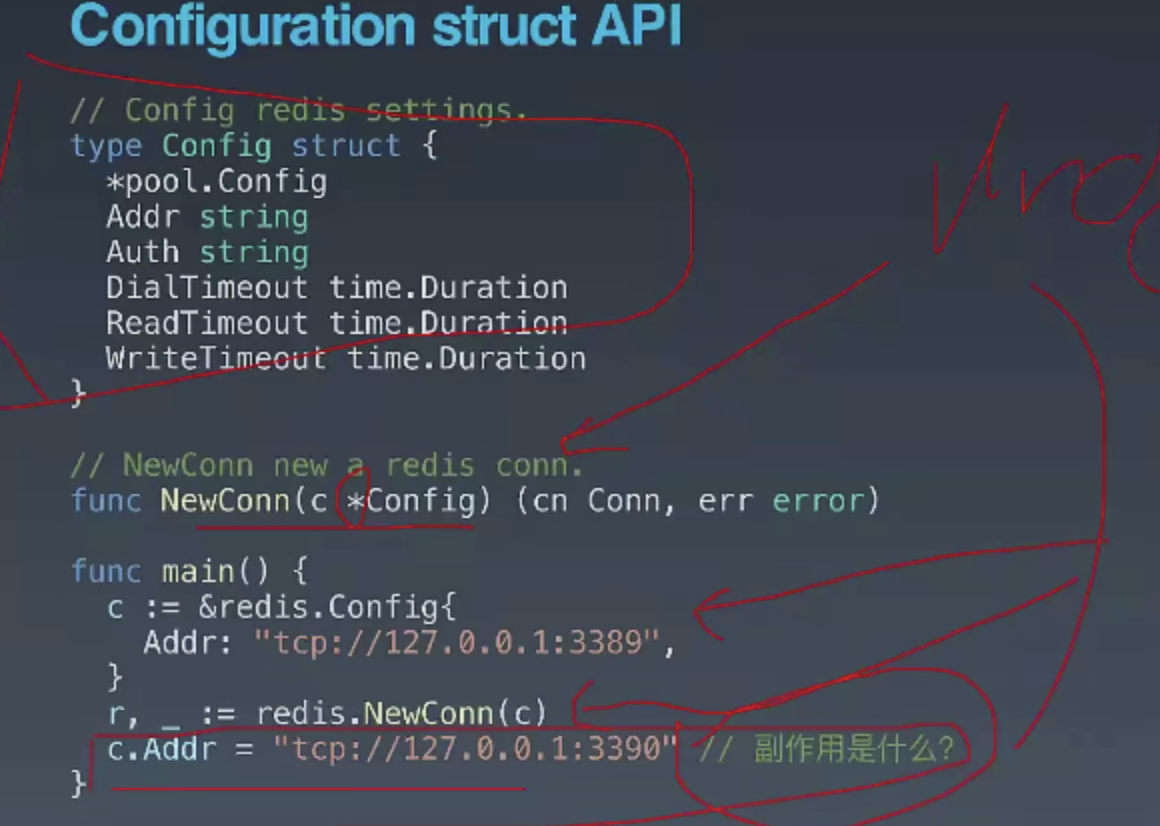 Configuration struct API
// Config redis settings.
type Config struct {
*pool.Config
Addr string
Auth string
DialTimeout time.Duration
ReadTimeout time.Duration
WriteTimeout time.Duration
}
// NewConn new a redis conn.
func NewConn(c *Config) (cn Conn, err error)
func main() {
c := &redis.Config{
Addr: "tcp://127.0.0.1:3389",
}
r, _ := redis.NewConn(c)
c.Addr = "tcp://127.0.0.1:3390" // 副作用是什么?
}